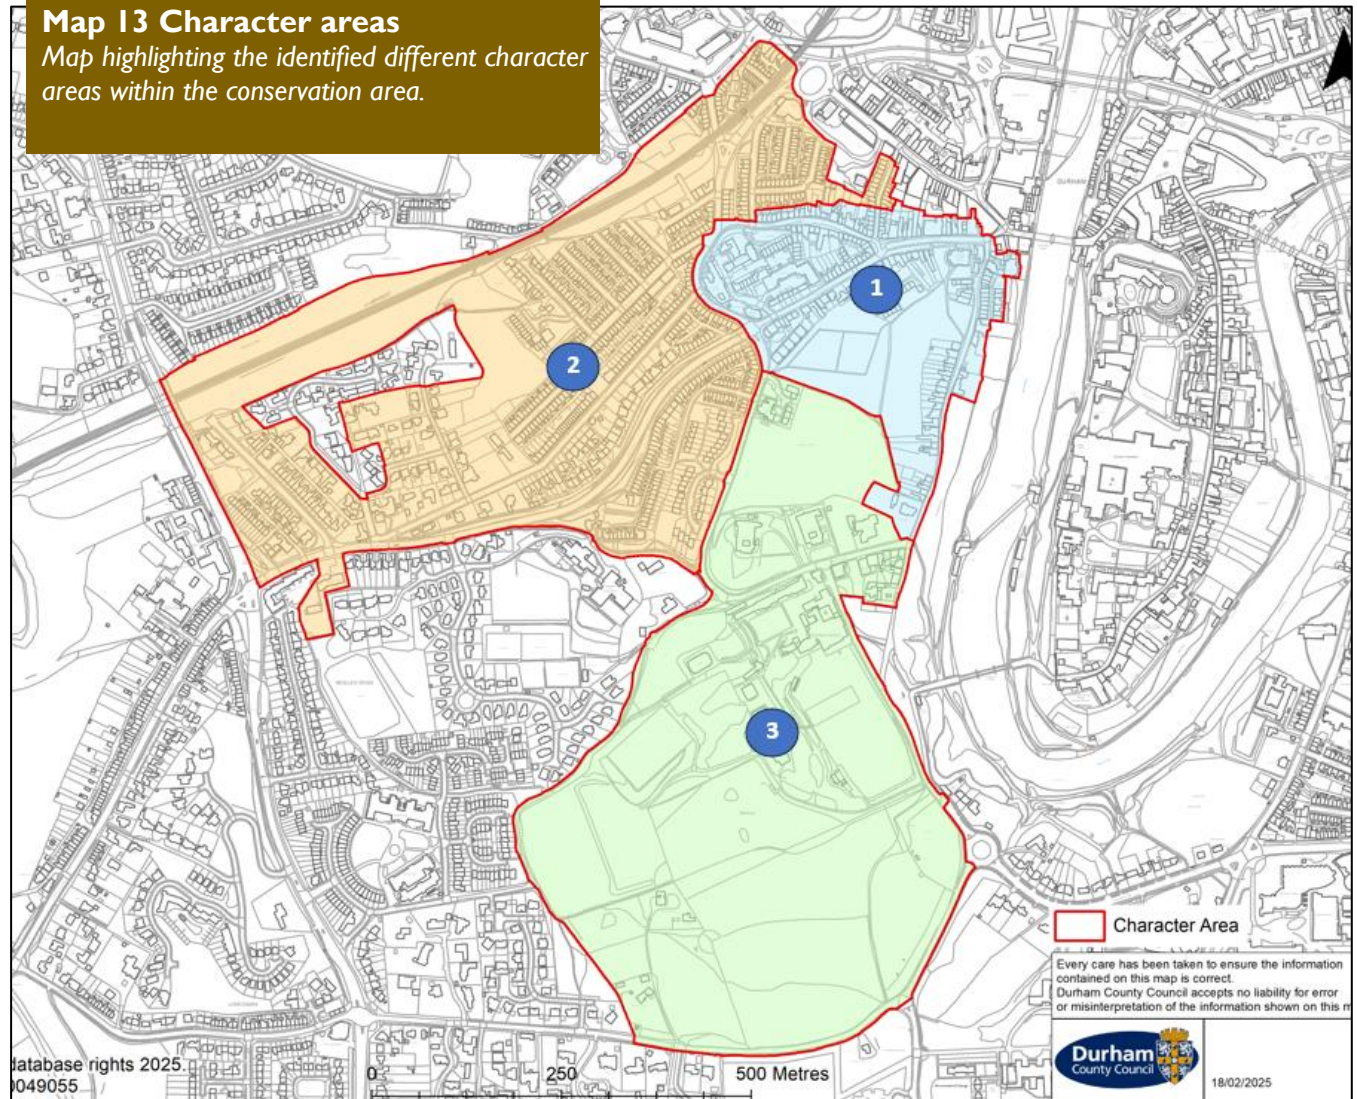 Map 13 Character areas
Map highlighting the identified different character
areas within the conservation area.
DURHAM
1
2
3
Character Area
Every care has been taken to ensure the information
contained on this map is correct.
Durham County Council accepts no liability for error
or misinterpretation of the information shown on this
database rights 2025.
0049055
0
250
500 Metres
Durham
County Council
18/02/2025